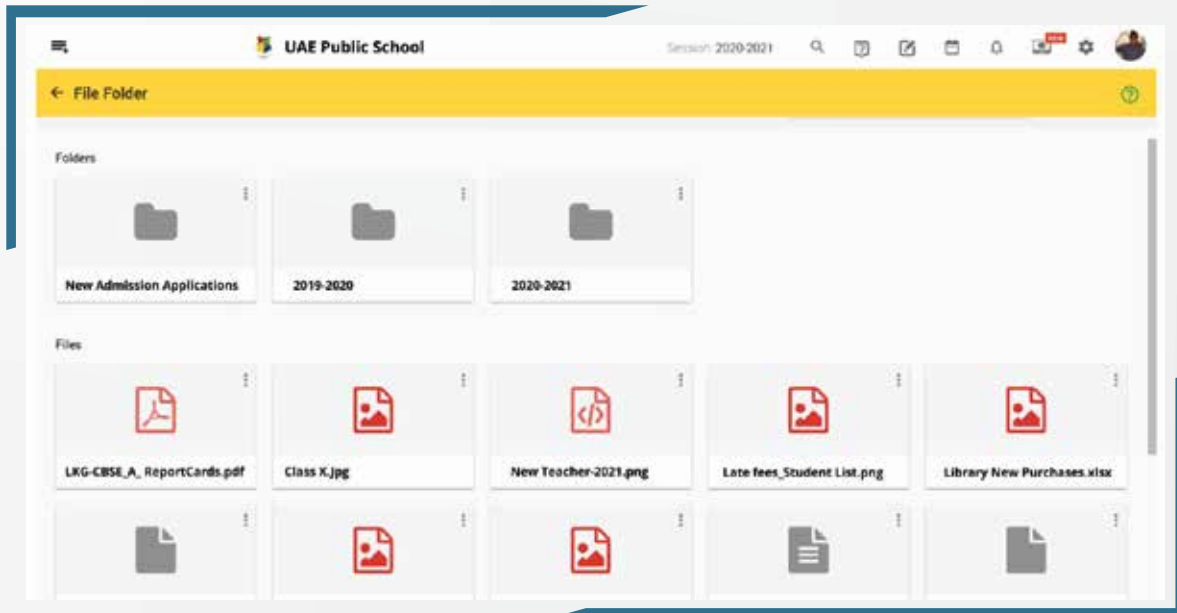 UAE Public School
Session 2020-2021
NEW
File Folder
Folders
New Admission Applications
2019-2020
2020-2021
Files
LKG-CBSE_A_ ReportCards.pdf
Class X.jpg
New Teacher-2021.png
Late fees_Student List.png
Library New Purchases.xlsx